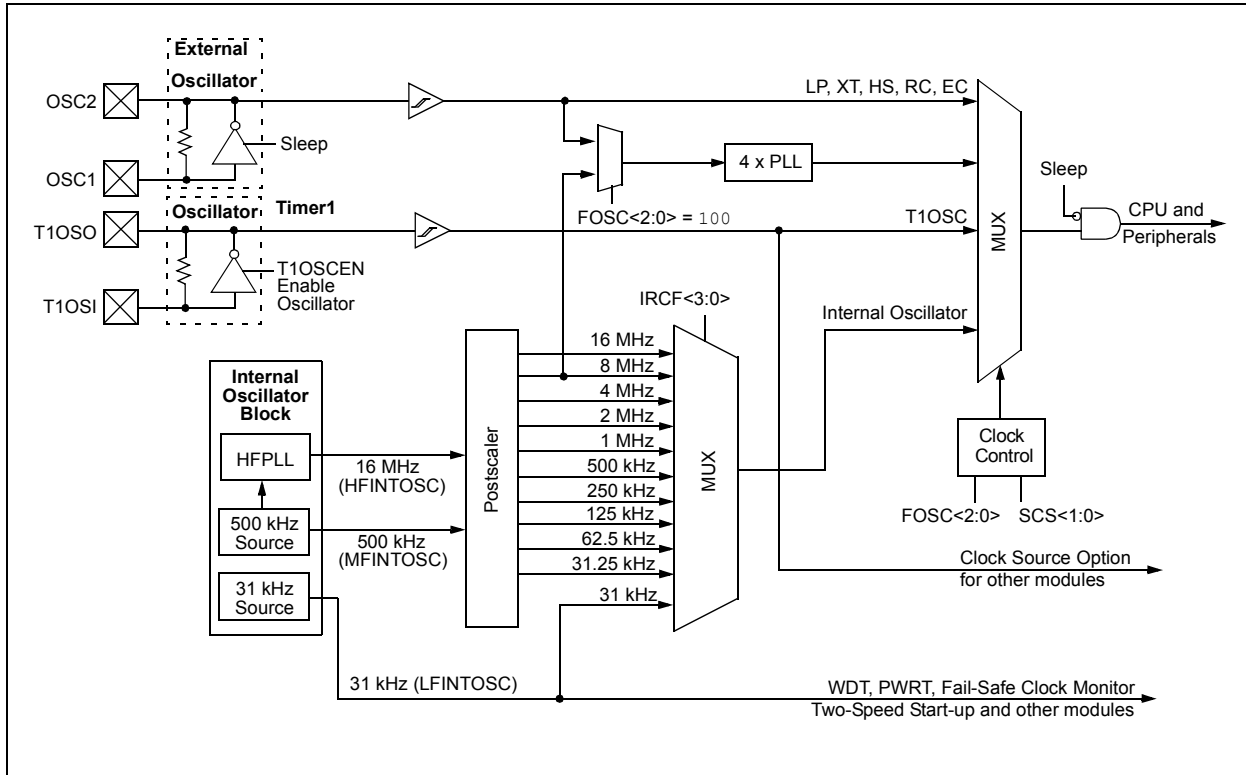 External
Oscillator
OSC2
Sleep
OSC1
LP, XT, HS, RC, EC
4 x PLL
FOSC<2:0> = 100
Sleep
MUX
CPU and
Peripherals
Oscillator
Timer1
T1OSO
T1OSC
T1OSCEN
Enable
Oscillator
T1OSI
IRCF<3:0>
Internal Oscillator
Internal
Oscillator
Block
HFPLL
500 kHz
Source
31 kHz
Source
16 MHz
(HFINTOSC)
500 kHz
(MFINTOSC)
Postscaler
16 MHz
8 MHz
4 MHz
2 MHz
1 MHz
500 kHz
250 kHz
125 kHz
62.5 kHz
31.25 kHz
31 kHz
MUX
Clock
Control
FOSC<2:0>
SCS<1:0>
Clock Source Option
for other modules
31 kHz (LFINTOSC)
WDT, PWRT, Fail-Safe Clock Monitor
Two-Speed Start-up and other modules